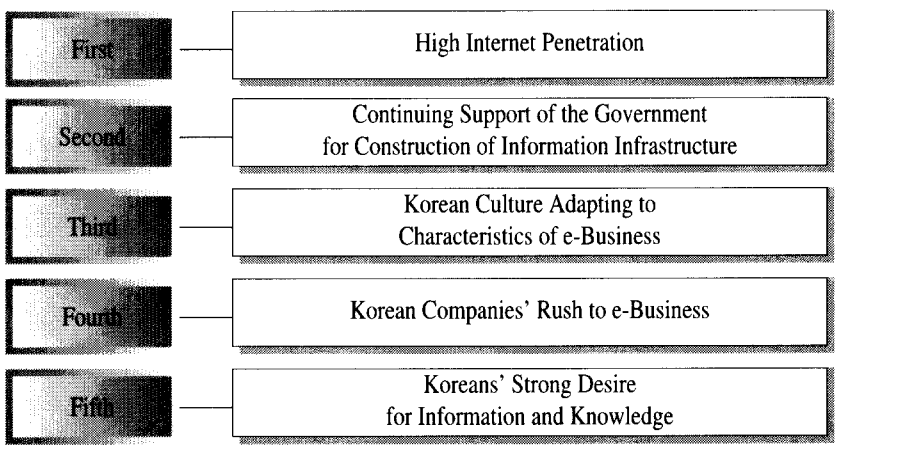 First
High Internet Penetration
Second
Continuing Support of the Government
for Construction of Information Infrastructure
Third
Korean Culture Adapting to
Characteristics of e-Business
Fourth
Korean Companies' Rush to e-Business
Fifth
Koreans' Strong Desire
for Information and Knowledge